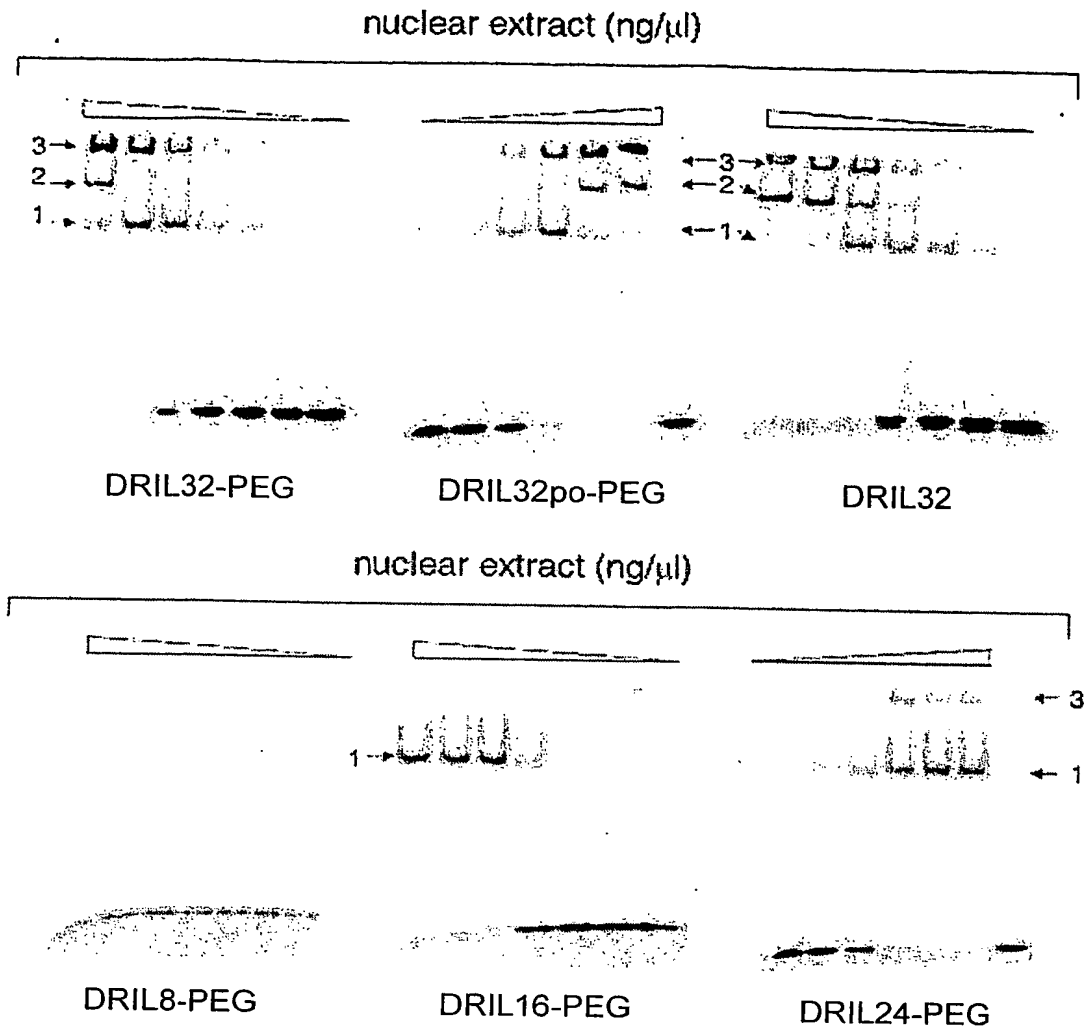 nuclear extract (ng/µl)
3
2
1
3
2
1
DRIL32-PEG
DRIL32po-PEG
DRIL32
nuclear extract (ng/µl)
1
3
1
DRIL8-PEG
DRIL16-PEG
DRIL24-PEG